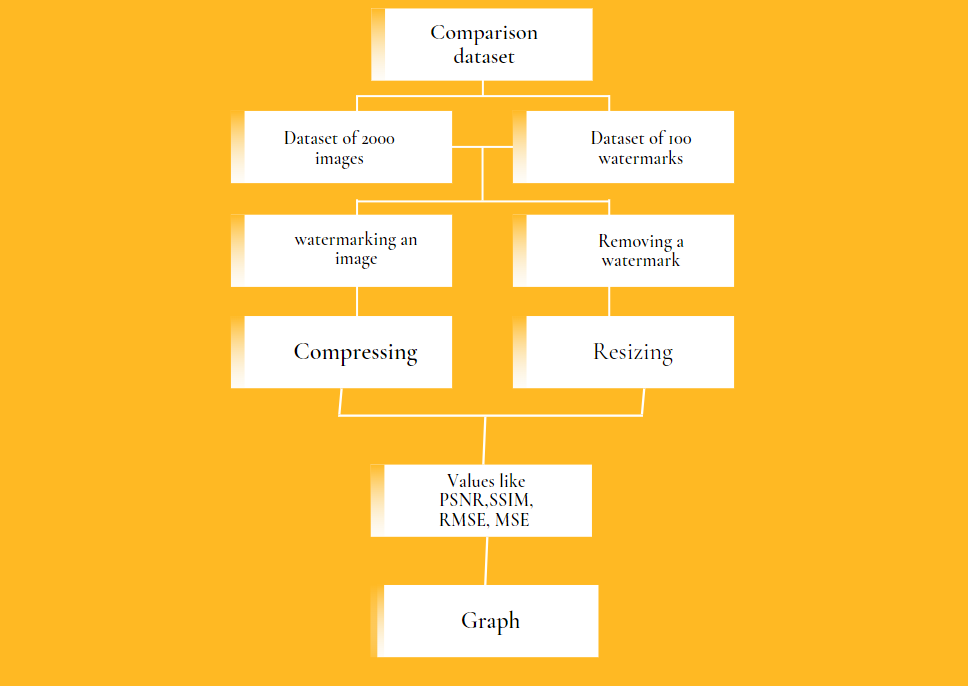 Comparison
dataset
Dataset of 2000
images
Dataset of 100
watermarks
watermarking an
image
Removing a
watermark
Compressing
Resizing
Values like
PSNR,SSIM,
RMSE, MSE
Graph